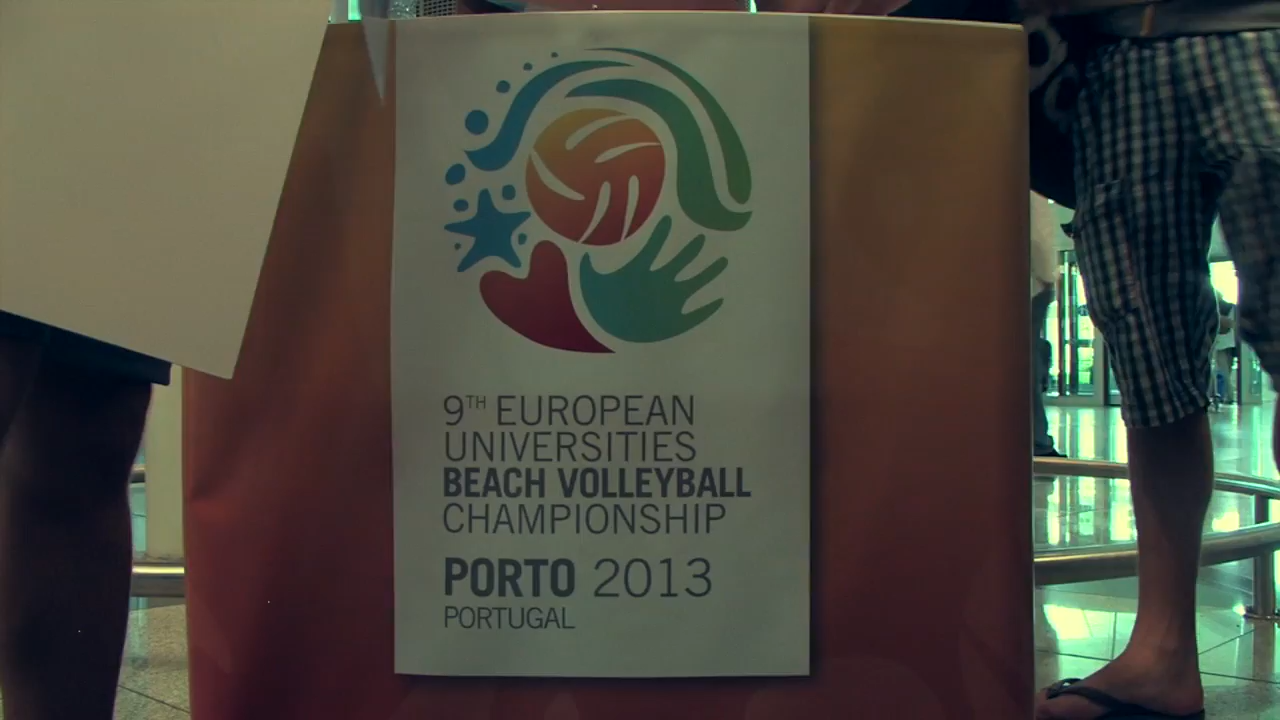 9TH EUROPEAN
UNIVERSITIES
BEACH VOLLEYBALL
CHAMPIONSHIP
PORTO 2013
PORTUGAL